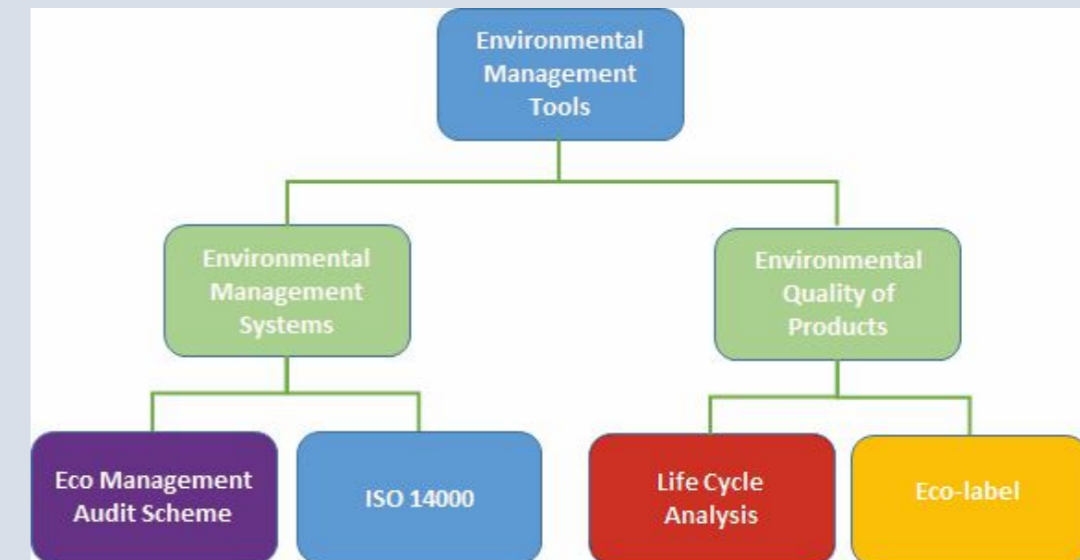 Environmental
Management
Tools
Environmental
Management
Systems
Environmental
Quality of
Products
Eco Management
Audit Scheme
ISO 14000
Life Cycle
Analysis
Eco-label